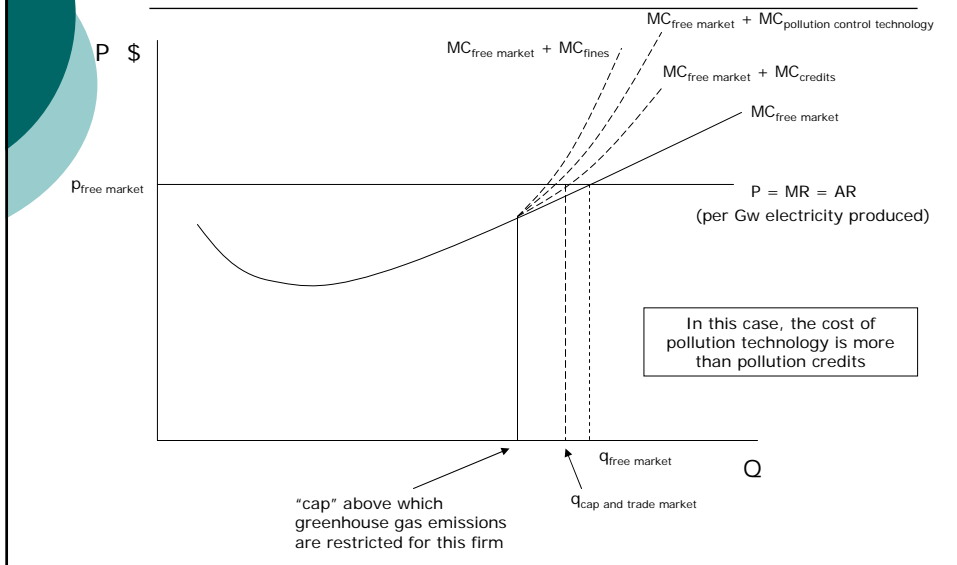 MCfree market + MCpollution control technology
P $
MCfree market + MCfines
MCfree market + MCcredits
MCfree market
pfree market
P = MR = AR
(per Gw electricity produced)
In this case, the cost of
pollution technology is more
than pollution credits
qfree market
Q
"cap" above which
greenhouse gas emissions
are restricted for this firm
qcap and trade market